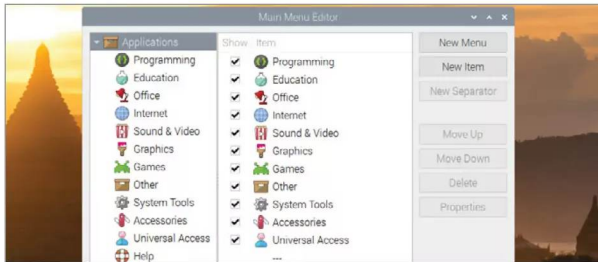 Main Menu Editor
Applications
Programming
Education
Office
Internet
Sound & Video
Graphics
Games
Other
System Tools
Accessories
Universal Access
Help
Show Item
Programming
Education
Office
Internet
Sound & Video
Graphics
Games
Other
System Tools
Accessories
Universal Access
---
New Menu
New Item
New Separator
Move Up
Move Down
Delete
Properties